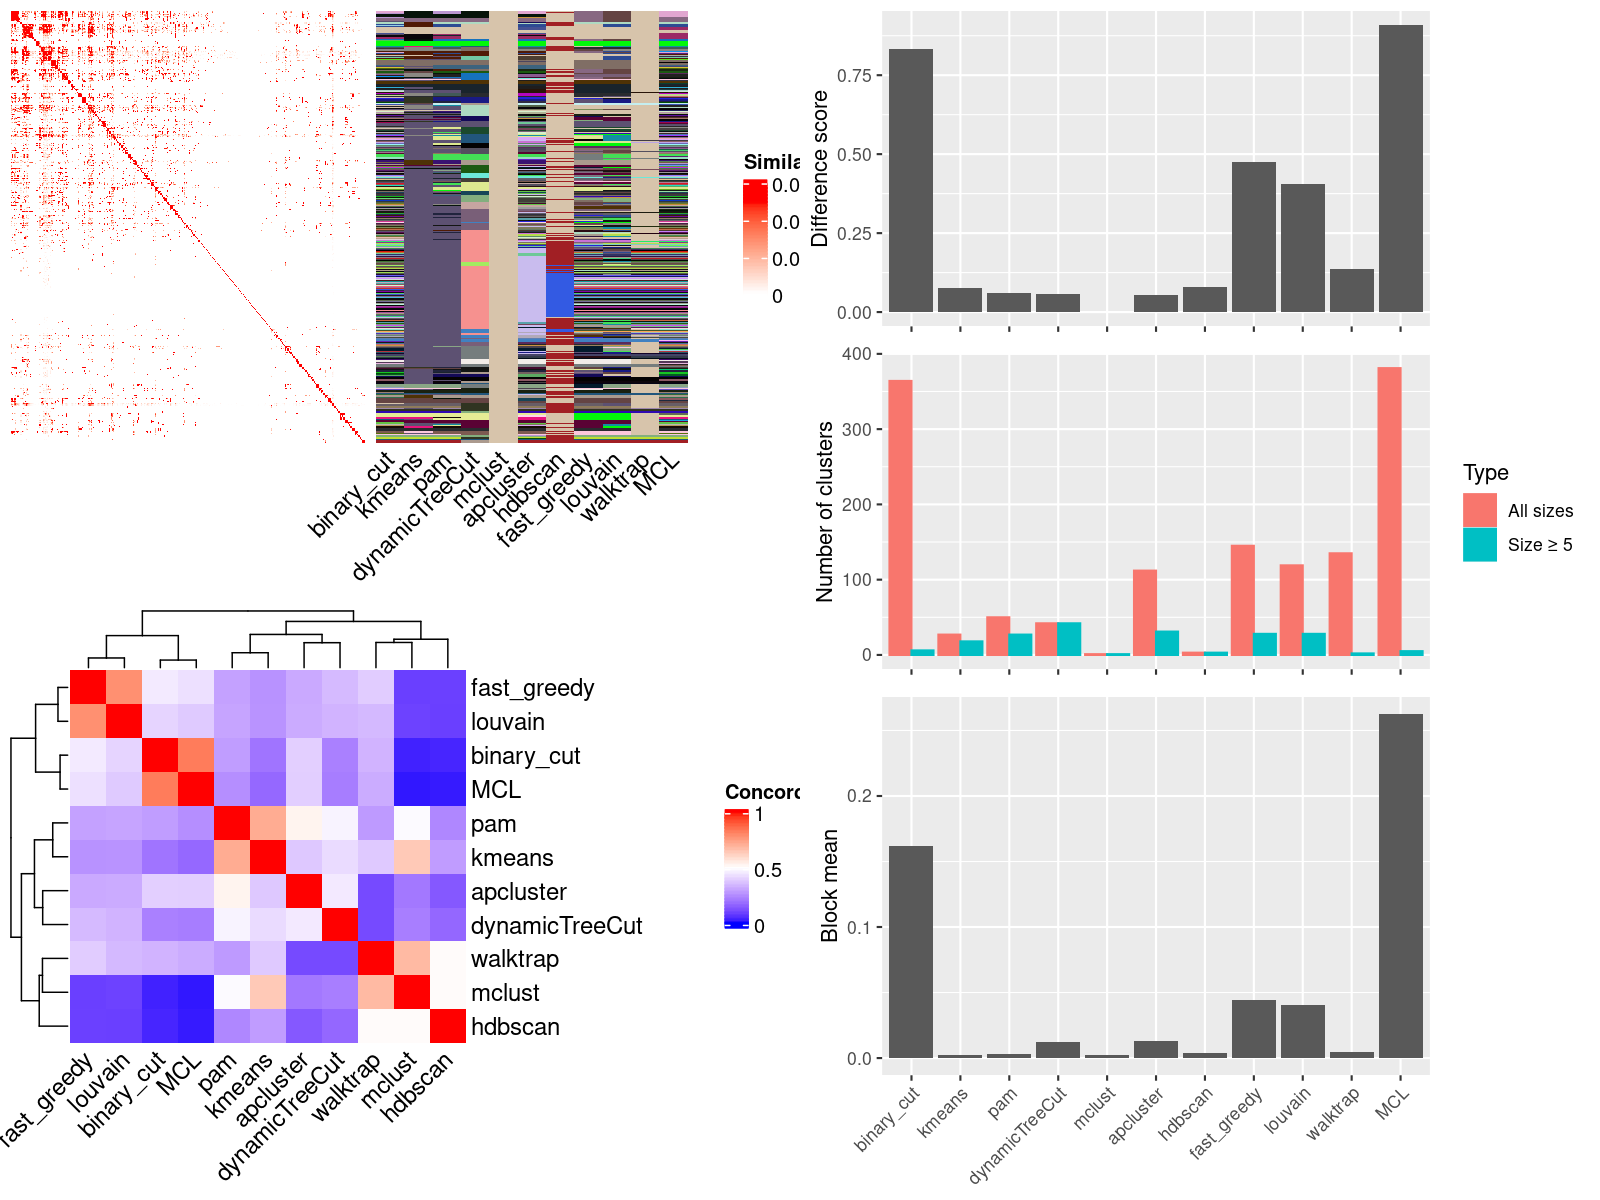 Simila
0.0
0.0
0.0
0
binary_cut
kmeans
pam
dynamicTreeCut
mclust
apcluster
hdbscan
fast_greedy
louvain
walktrap
MCL
Difference score
0.75
0.50
0.25
0.00
Number of clusters
400
300
200
100
0
Type
All sizes
Size ≥ 5
fast_greedy
louvain
binary_cut
MCL
pam
kmeans
apcluster
dynamicTreeCut
walktrap
mclust
hdbscan
fast_greedy
louvain
binary_cut
MCL
pam
kmeans
apcluster
dynamicTreeCut
walktrap
mclust
hdbscan
Concord
1
0.5
0
Block mean
0.2
0.1
0.0
binary_cut
kmeans
pam
dynamicTreeCut
mclust
apcluster
hdbscan
fast_greedy
louvain
walktrap
MCL